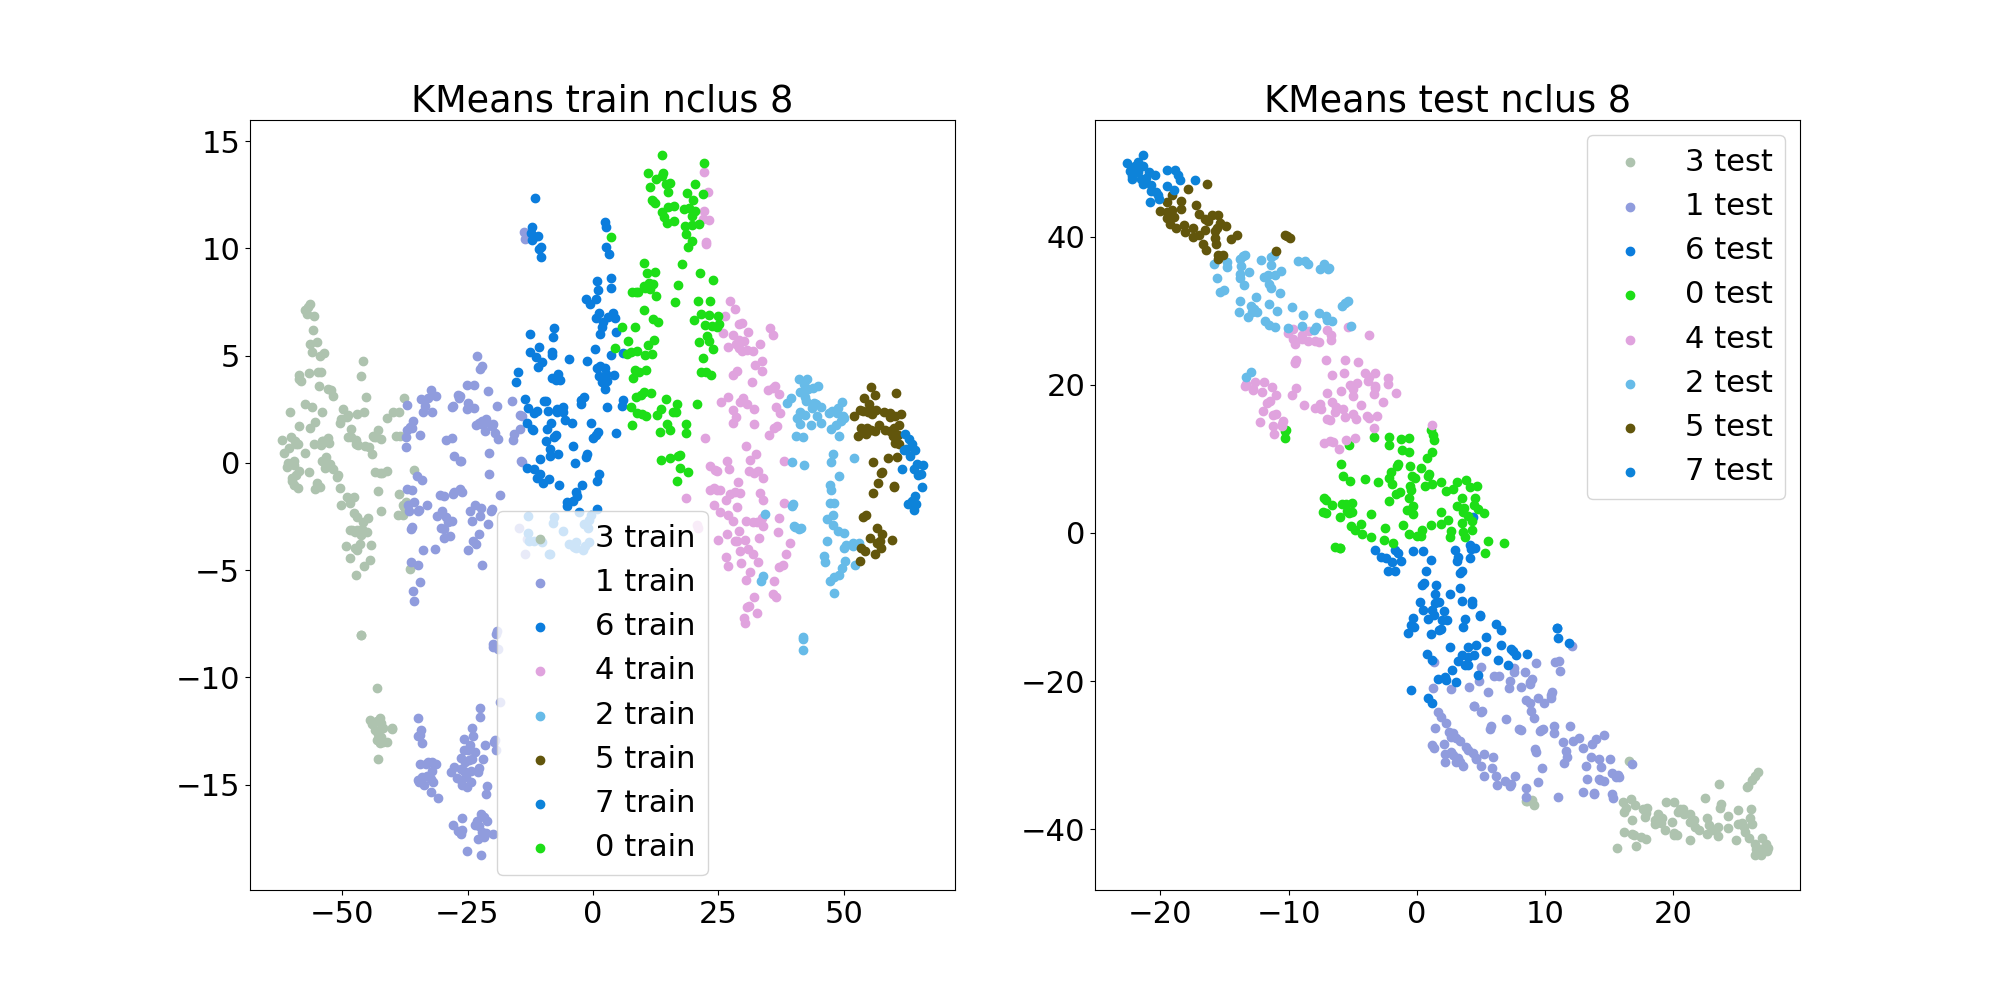 KMeans train nclus 8
15
10
5
0
−5
−10
−15
−50
−25
0
25
50
3 train
1 train
6 train
4 train
2 train
5 train
7 train
0 train
KMeans test nclus 8
40
20
0
−20
−40
−20
−10
0
10
20
3 test
1 test
6 test
0 test
4 test
2 test
5 test
7 test